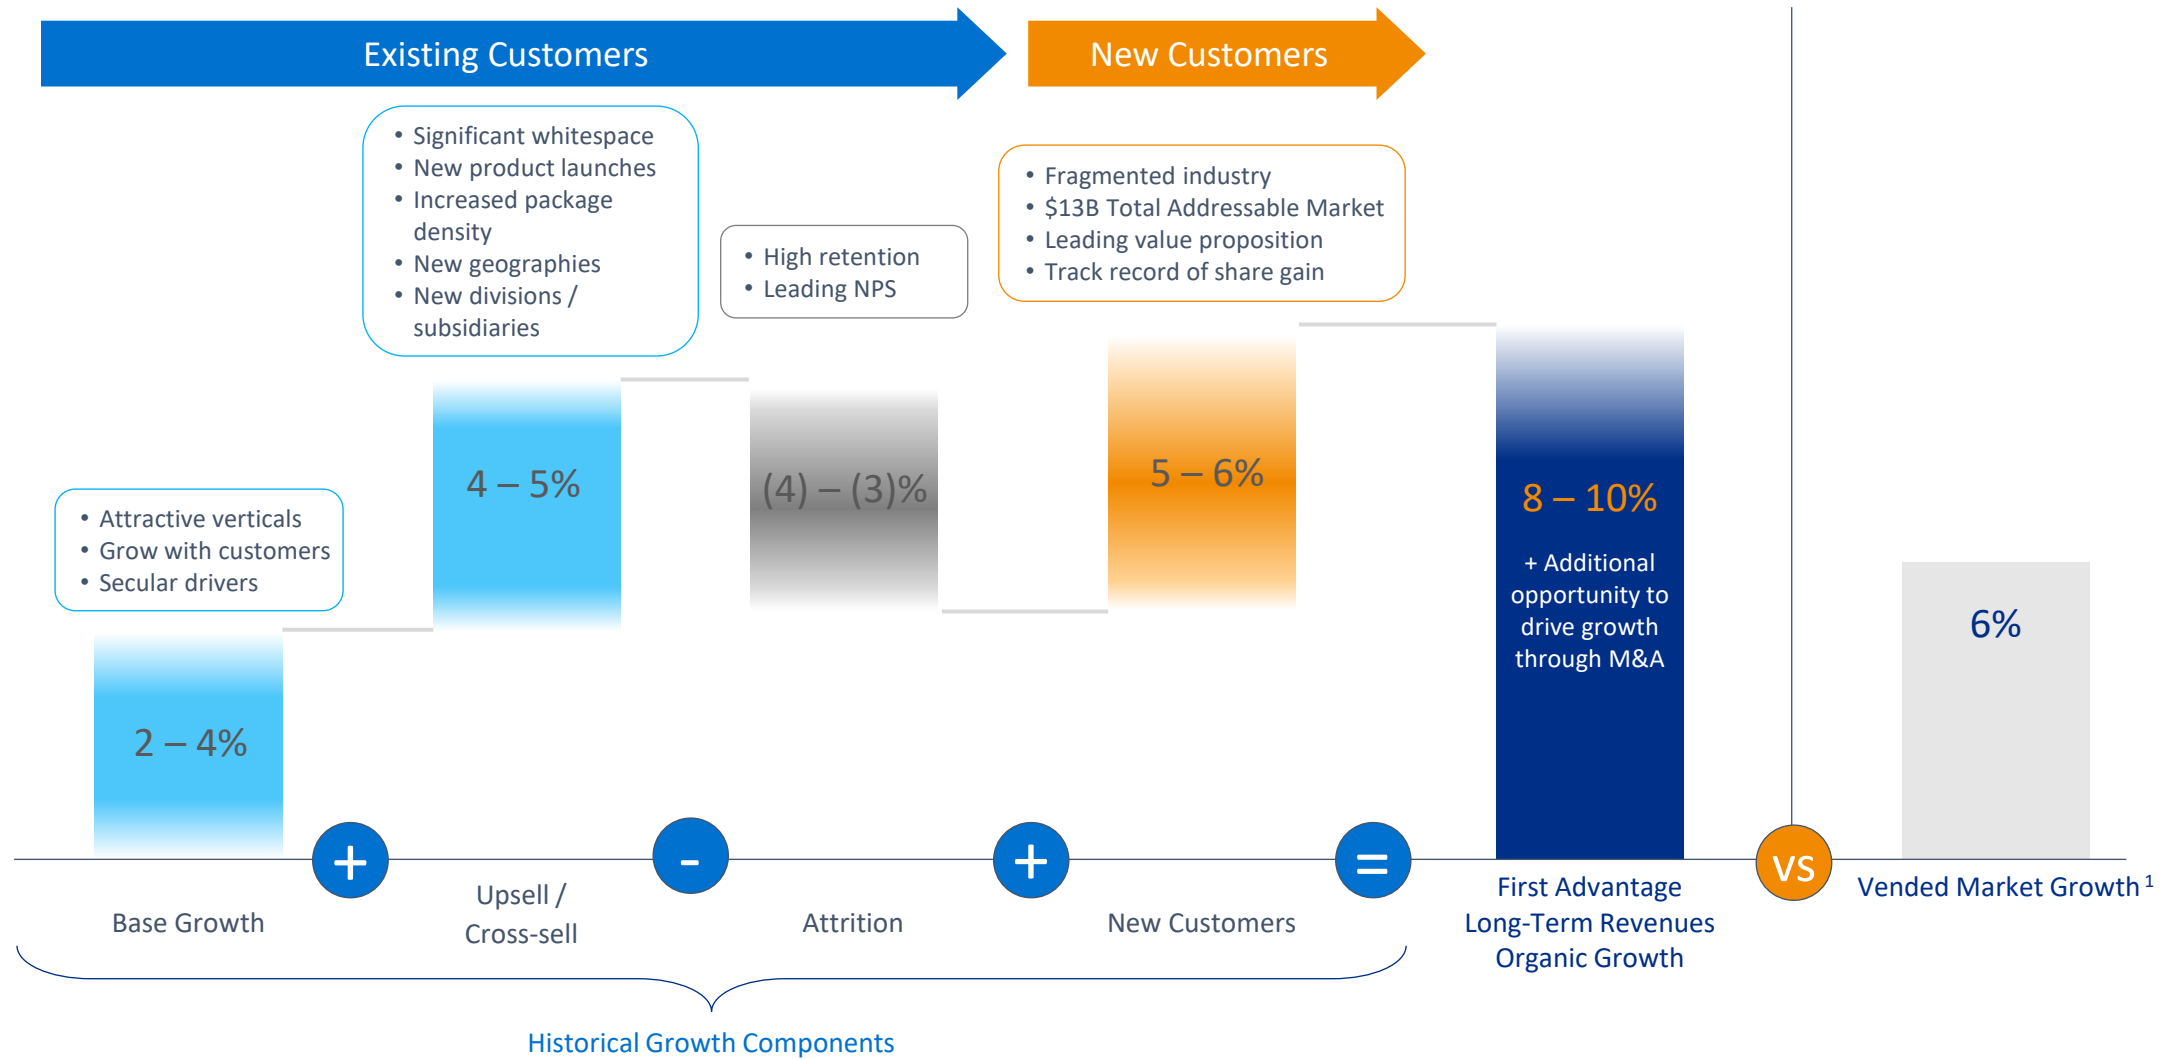 Existing Customers
New Customers
• Significant whitespace
• New product launches
• Increased package
density
• New geographies
• New divisions /
subsidiaries
• High retention
• Leading NPS
• Fragmented industry
• $13B Total Addressable Market
• Leading value proposition
• Track record of share gain
• Attractive verticals
• Grow with customers
• Secular drivers
2 – 4%
4 – 5%
(4) – (3)%
5 – 6%
8 – 10%
+ Additional
opportunity to
drive growth
through M&A
6%
+
-
+
=
vs
Base Growth
Upsell /
Cross-sell
Attrition
New Customers
First Advantage
Long-Term Revenues
Organic Growth
Vended Market Growth 1
Historical Growth Components